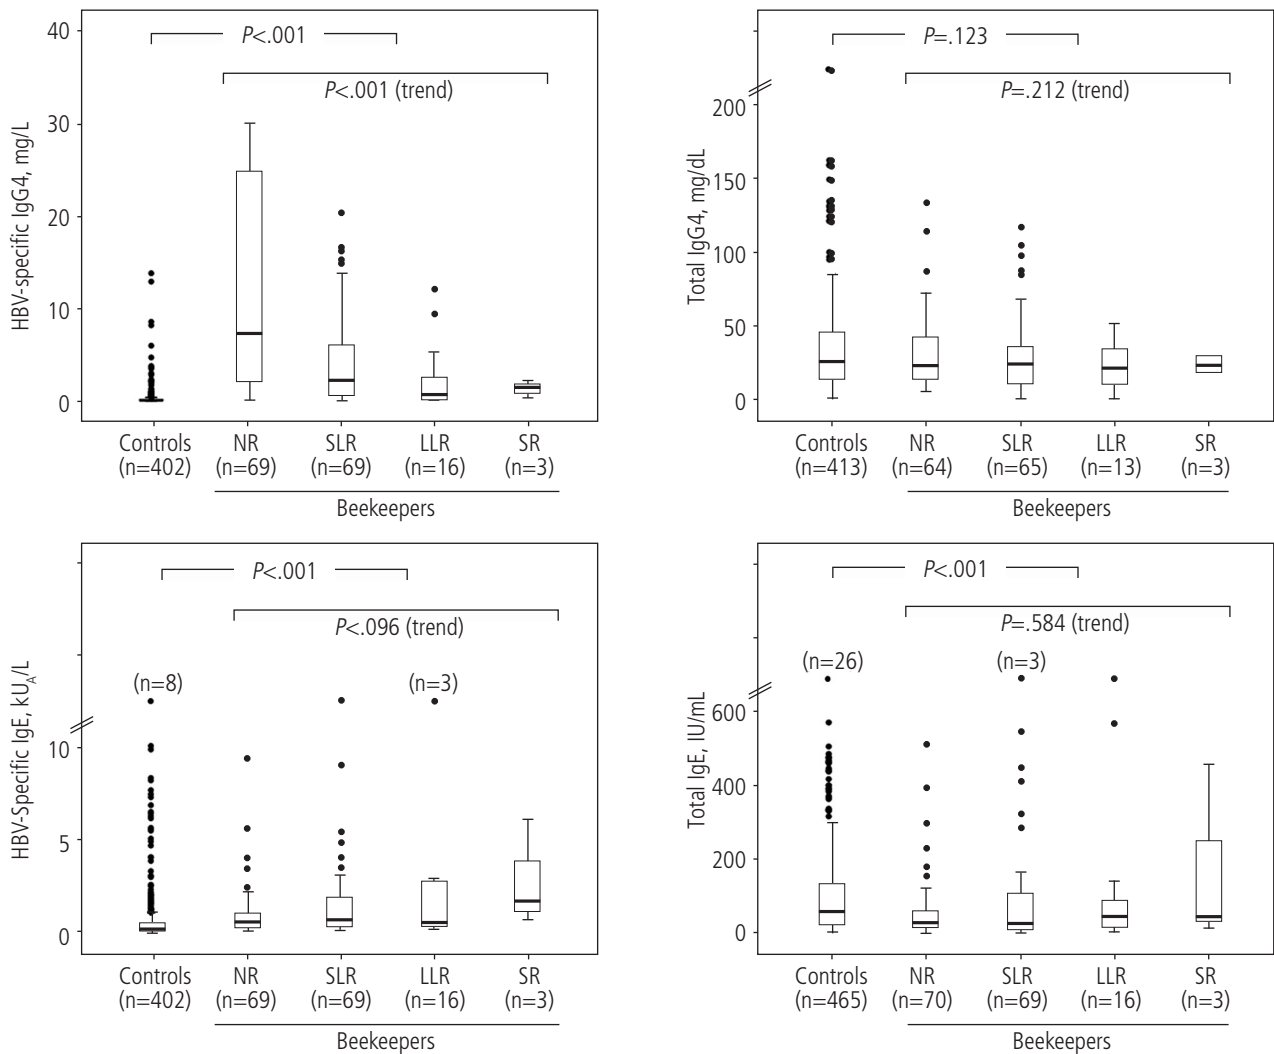 HBV-specific IgG4, mg/L
40
30
20
10
0
P<.001
P<.001 (trend)
Controls NR SLR LLR SR
(n=402) (n=69) (n=69) (n=16) (n=3)
Beekeepers
Total IgG4, mg/dL
200
150
100
50
0
P=.123
P=.212 (trend)
Controls NR SLR LLR SR
(n=413) (n=64) (n=65) (n=13) (n=3)
Beekeepers
HBV-Specific IgE, kUA/L
10
5
0
P<.001
P<.096 (trend)
(n=8) (n=3)
Controls NR SLR LLR SR
(n=402) (n=69) (n=69) (n=16) (n=3)
Beekeepers
Total IgE, IU/mL
600
400
200
0
P<.001
P=.584 (trend)
(n=26) (n=3)
Controls NR SLR LLR SR
(n=465) (n=70) (n=69) (n=16) (n=3)
Beekeepers